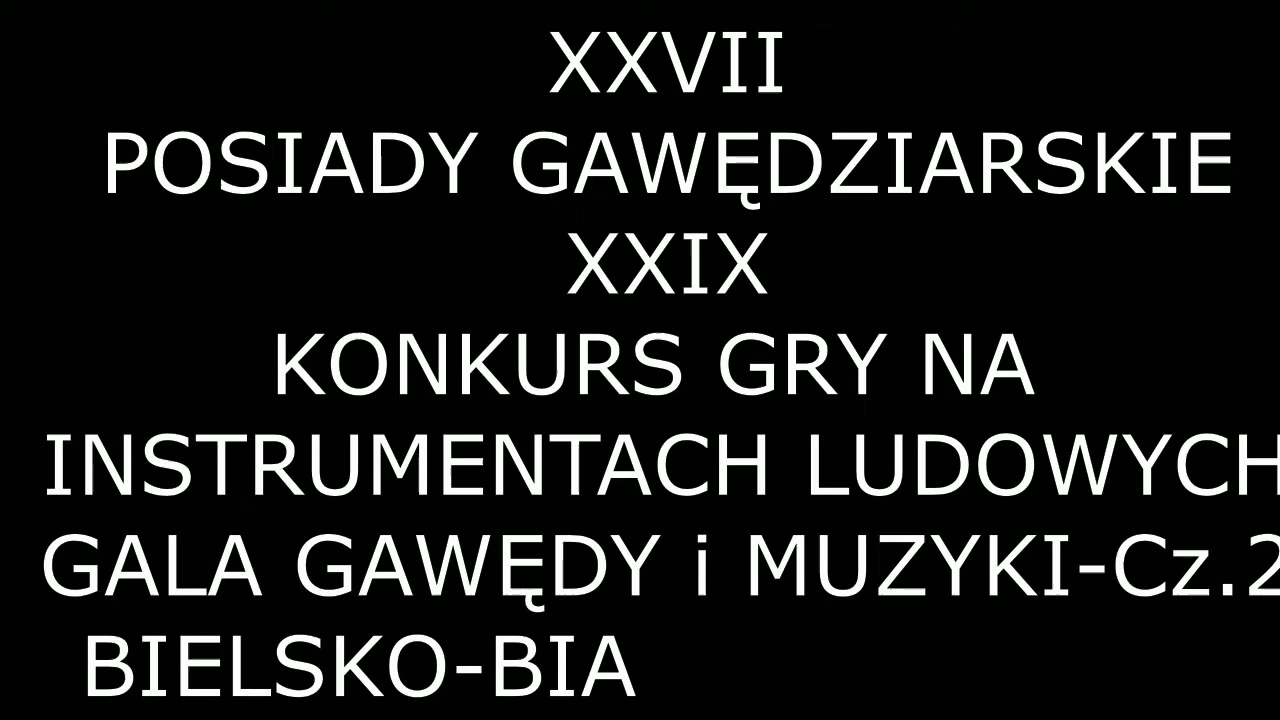 XXVII
POSIADY GAWĘDZIARSKIE
XXIX
KONKURS GRY NA
INSTRUMENTACH LUDOWYCH
GALA GAWĘDY i MUZYKI-Cz.2
BIELSKO-BIA